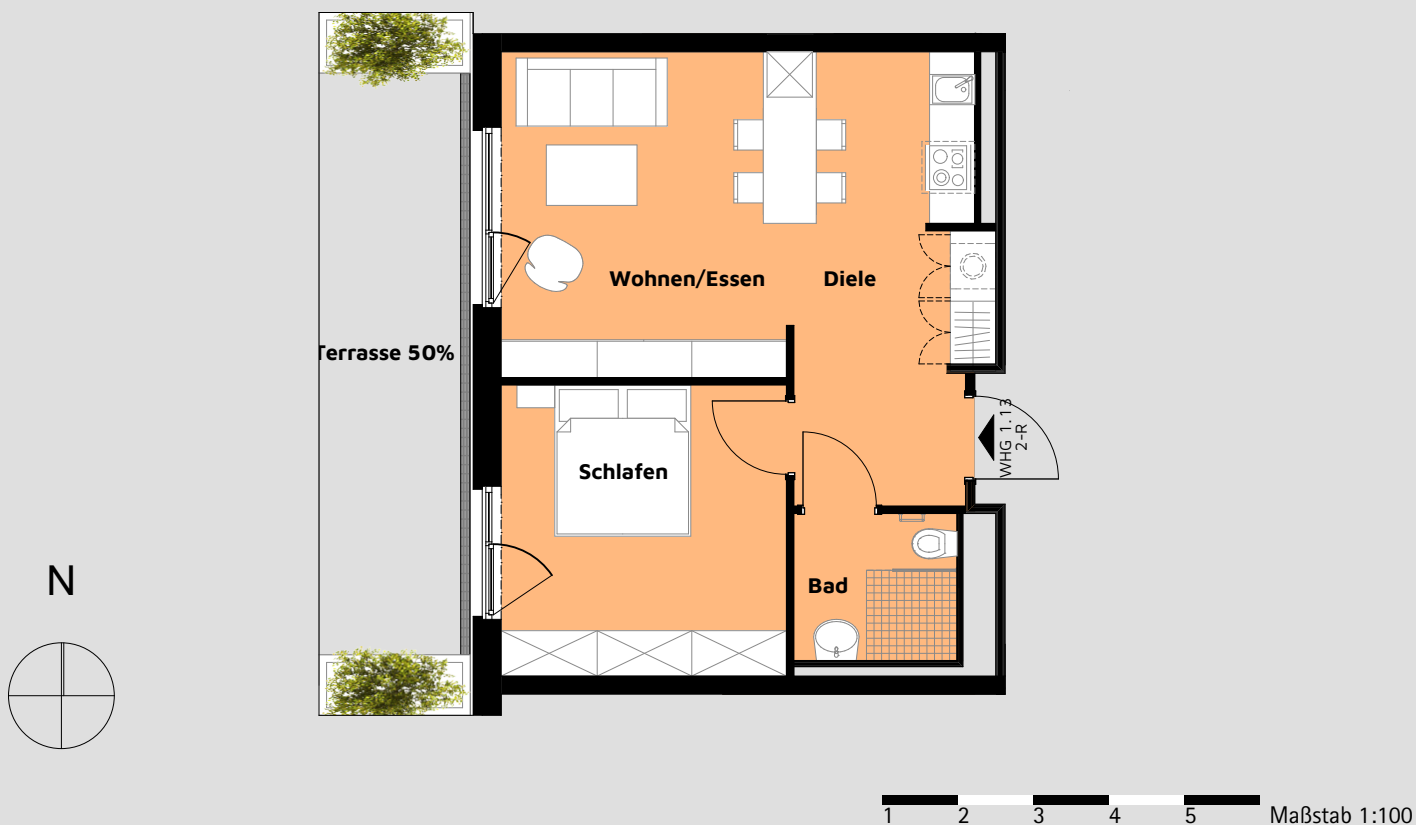 Wohnen/Essen
Diele
Terrasse 50%
WHG 1.13
2-R
Schlafen
Bad
N
1 2 3 4 5
Maßstab 1:100